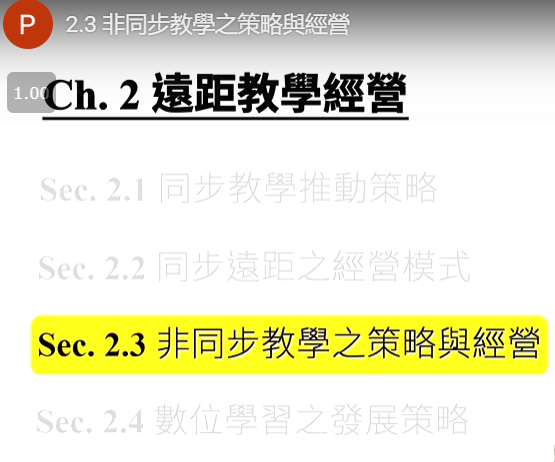 P 2.3 非同步教學之策略與經營
1.00
Ch. 2 遠距教學經營
Sec. 2.1 同步教學推動策略
Sec. 2.2 同步遠距之經營模式
Sec. 2.3 非同步教學之策略與經營
Sec. 2.4 數位學習之發展策略